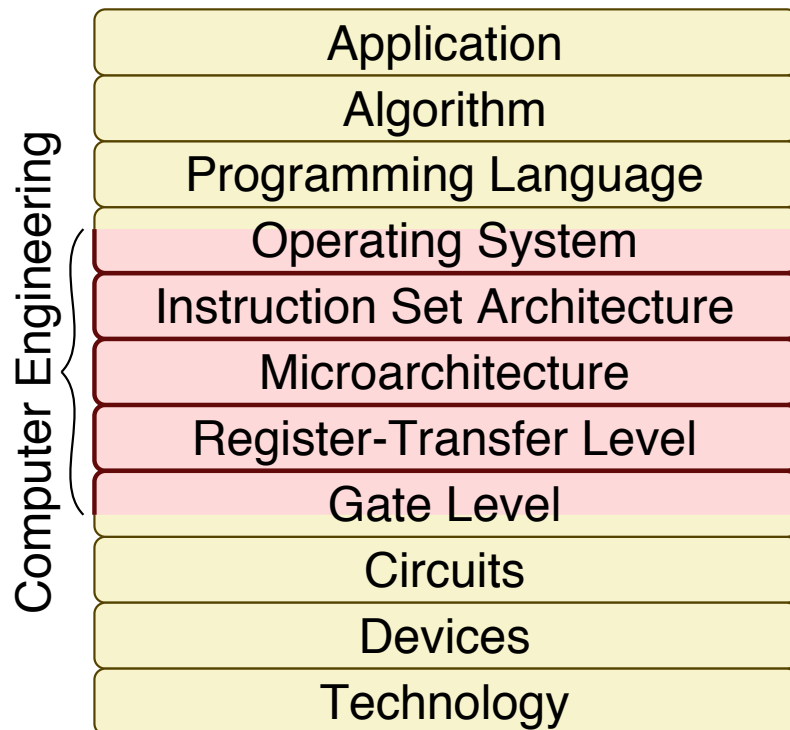 Application
Algorithm
Programming Language
Operating System
Instruction Set Architecture
Microarchitecture
Register-Transfer Level
Gate Level
Circuits
Devices
Technology
Computer Engineering